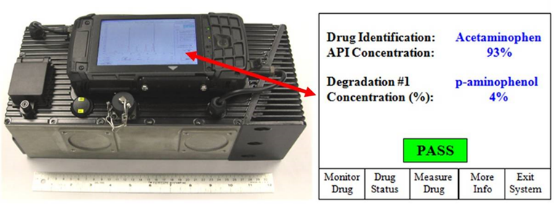 Drug Identification: Acetaminophen
API Concentration: 93%
Degradation #1 p-aminophenol
Concentration (%): 4%
PASS
Monitor Drug
Drug Status
Measure Drug
More Info
Exit System